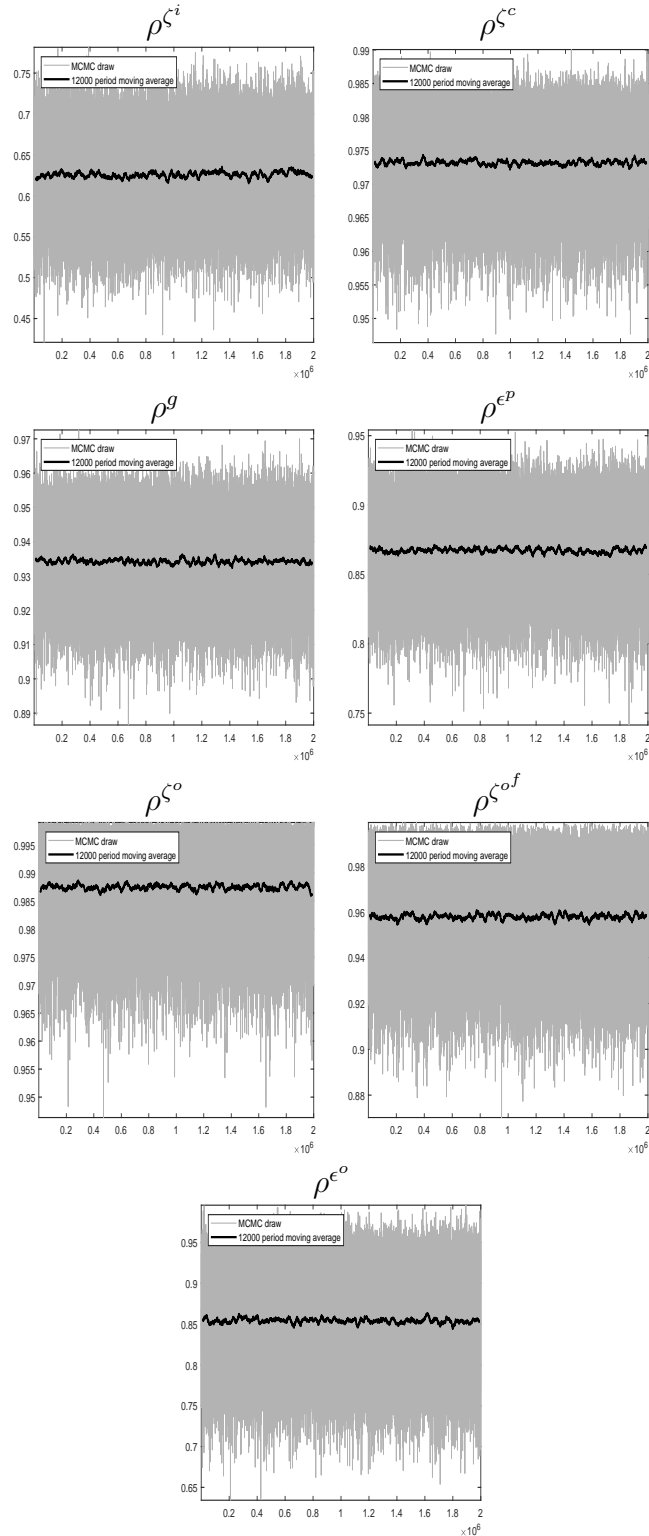 ρ^{ζ^i}
MCMC draw
12000 period moving average
0.75
0.7
0.65
0.6
0.55
0.5
0.45
0.2 0.4 0.6 0.8 1 1.2 1.4 1.6 1.8 2
×10^6
ρ^{ζ^c}
MCMC draw
12000 period moving average
0.99
0.985
0.98
0.975
0.97
0.965
0.96
0.955
0.95
0.2 0.4 0.6 0.8 1 1.2 1.4 1.6 1.8 2
×10^6
ρ^g
MCMC draw
12000 period moving average
0.97
0.96
0.95
0.94
0.93
0.92
0.91
0.9
0.89
0.2 0.4 0.6 0.8 1 1.2 1.4 1.6 1.8 2
×10^6
ρ^{ϵ^p}
MCMC draw
12000 period moving average
0.95
0.9
0.85
0.8
0.75
0.2 0.4 0.6 0.8 1 1.2 1.4 1.6 1.8 2
×10^6
ρ^{ζ^o}
MCMC draw
12000 period moving average
0.995
0.99
0.985
0.98
0.975
0.97
0.965
0.96
0.955
0.95
0.2 0.4 0.6 0.8 1 1.2 1.4 1.6 1.8 2
×10^6
ρ^{ζ^{o^f}}
MCMC draw
12000 period moving average
0.98
0.96
0.94
0.92
0.9
0.88
0.2 0.4 0.6 0.8 1 1.2 1.4 1.6 1.8 2
×10^6
ρ^{ϵ^o}
MCMC draw
12000 period moving average
0.95
0.9
0.85
0.8
0.75
0.7
0.65
0.2 0.4 0.6 0.8 1 1.2 1.4 1.6 1.8 2
×10^6